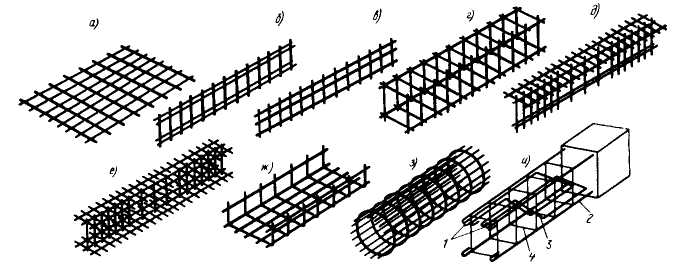 а) б) в) г) д)
е) ж) з) и)
1 2 3 4